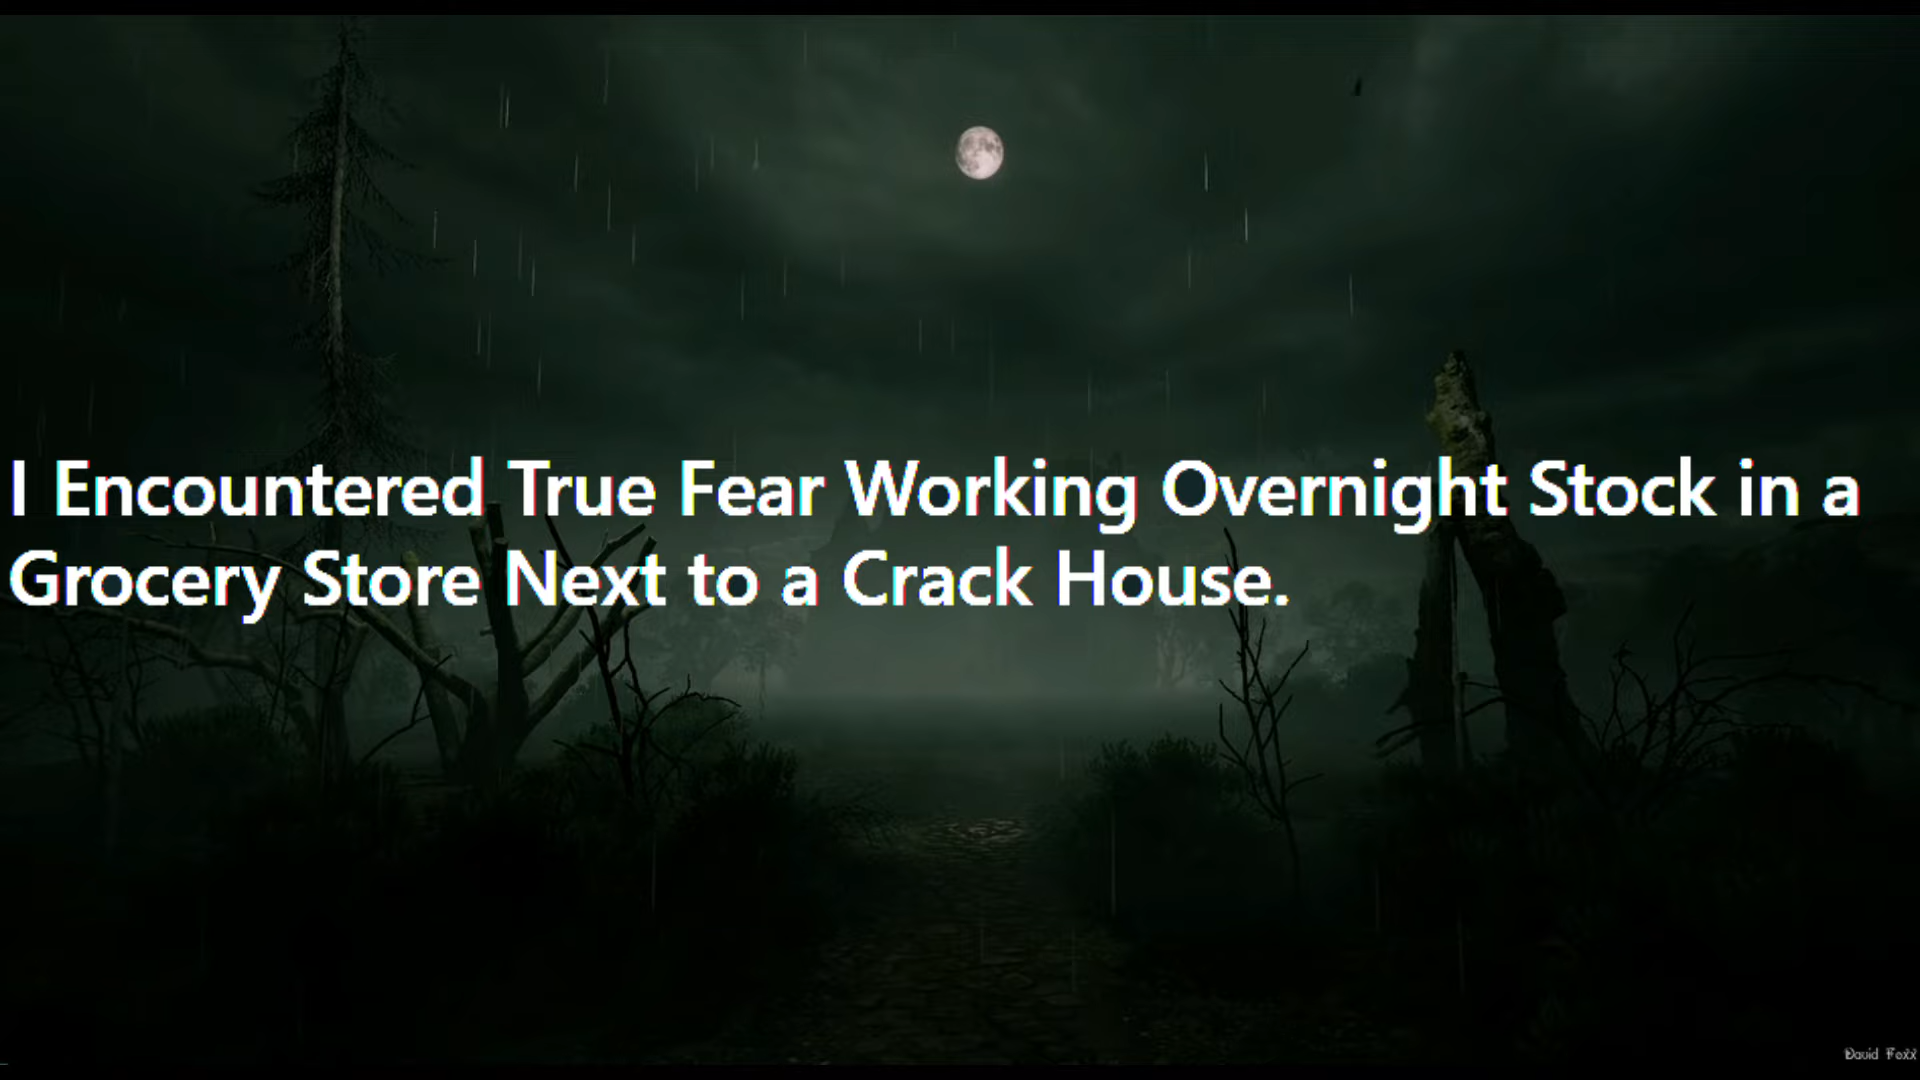 I Encountered True Fear Working Overnight Stock in a
Grocery Store Next to a Crack House.
David Foxx